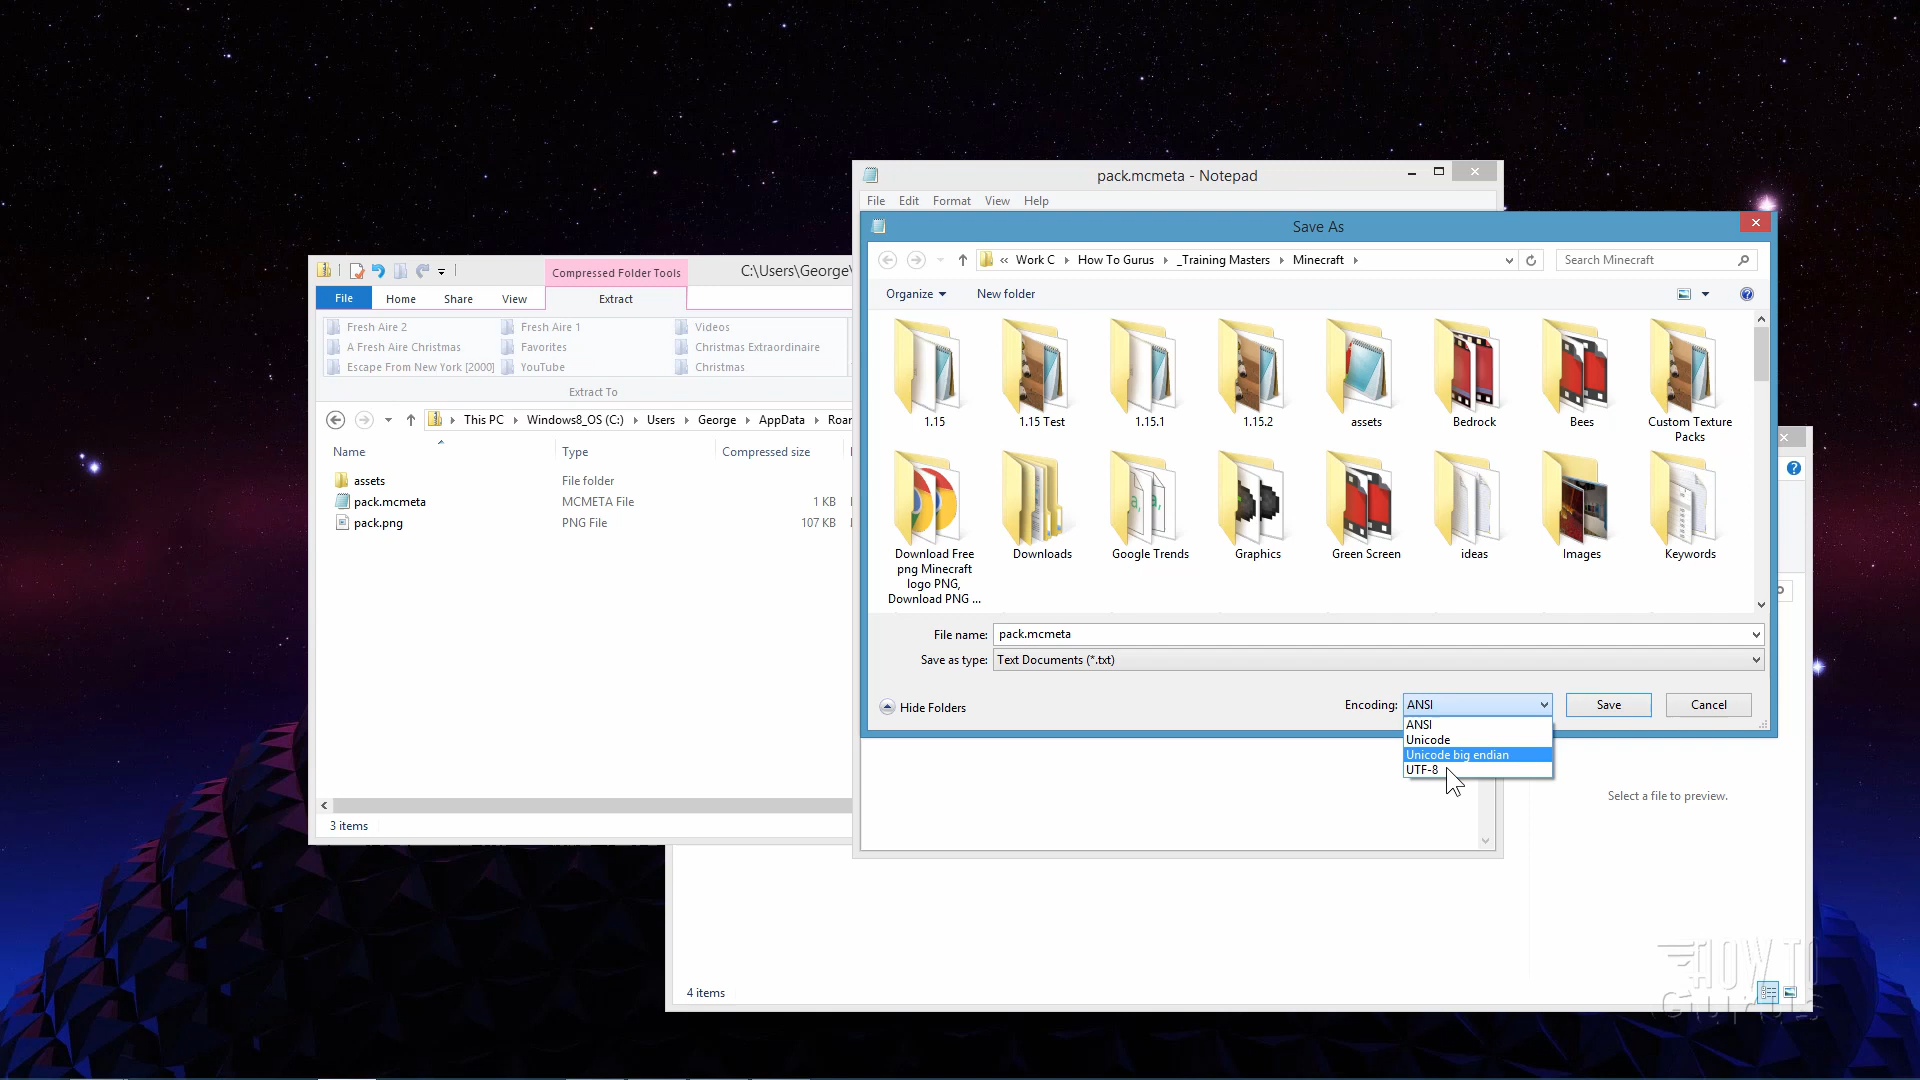 pack.mcmeta - Notepad
File Edit Format View Help
Save As
« Work C How To Gurus _Training Masters Minecraft
Search Minecraft
Organize New folder
1.15 1.15 Test 1.15.1 1.15.2 assets Bedrock Bees Custom Texture
Packs
Download Free Downloads Google Trends Graphics Green Screen ideas Images Keywords
png Minecraft
logo PNG,
Download PNG ...
File name: pack.mcmeta
Save as type: Text Documents (*.txt)
Hide Folders Encoding: ANSI Save Cancel
ANSI
Unicode
Unicode big endian
UTF-8
Compressed Folder Tools C:\Users\George\
File Home Share View Extract
Fresh Aire 2 Fresh Aire 1 Videos
A Fresh Aire Christmas Favorites Christmas Extraordinaire
Escape From New York [2000] YouTube Christmas
Extract To
This PC Windows8_OS (C:) Users George AppData Roar
Name Type Compressed size
assets File folder
pack.mcmeta MCMETA File 1 KB
pack.png PNG File 107 KB
3 items
Select a file to preview.
4 items
HOW TO
GURUS